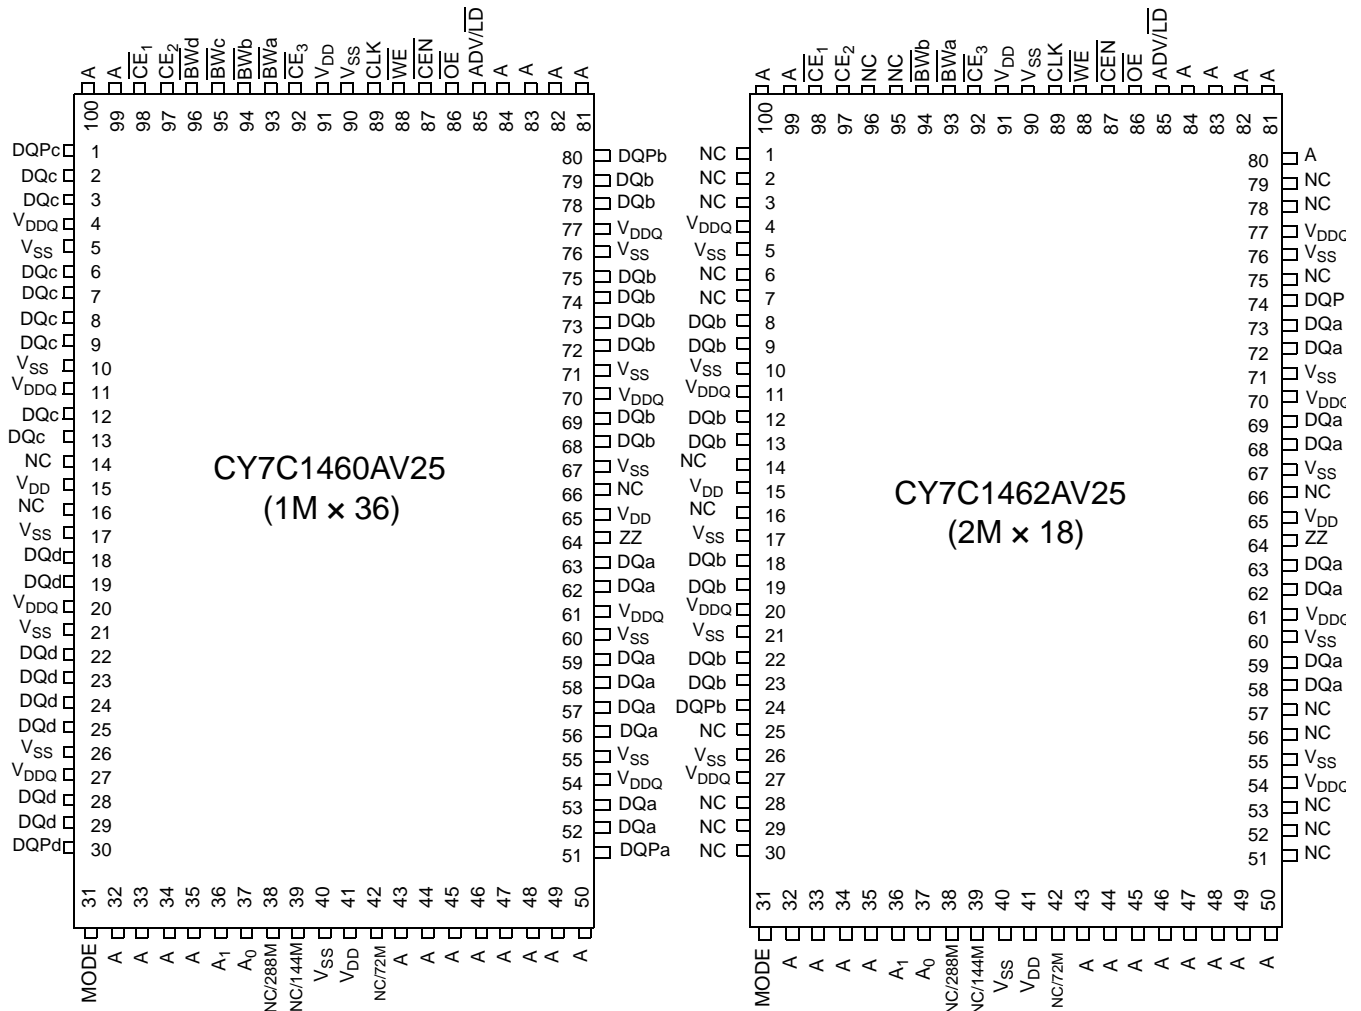 A A CE1 CE2 BWd BWc BWb BWa CE3 VDD VSS CLK WE CEN OE ADV/LD A A A A
100 99 98 97 96 95 94 93 92 91 90 89 88 87 86 85 84 83 82 81
DQPc 1
DQc 2
DQc 3
VDDQ 4
VSS 5
DQc 6
DQc 7
DQc 8
DQc 9
VSS 10
VDDQ 11
DQc 12
DQc 13
NC 14
VDD 15
NC 16
VSS 17
DQd 18
DQd 19
VDDQ 20
VSS 21
DQd 22
DQd 23
DQd 24
DQd 25
VSS 26
VDDQ 27
DQd 28
DQd 29
DQPd 30
CY7C1460AV25
(1M × 36)
80 DQPb
79 DQb
78 DQb
77 VDDQ
76 VSS
75 DQb
74 DQb
73 DQb
72 DQb
71 VSS
70 VDDQ
69 DQb
68 DQb
67 VSS
66 NC
65 VDD
64 ZZ
63 DQa
62 DQa
61 VDDQ
60 VSS
59 DQa
58 DQa
57 DQa
56 DQa
55 VSS
54 VDDQ
53 DQa
52 DQa
51 DQPa
31 32 33 34 35 36 37 38 39 40 41 42 43 44 45 46 47 48 49 50
MODE A A A A A1 A0 NC/288M NC/144M VSS VDD NC/72M A A A A A A A A
A A CE1 CE2 NC NC BWb BWa CE3 VDD VSS CLK WE CEN OE ADV/LD A A A A
100 99 98 97 96 95 94 93 92 91 90 89 88 87 86 85 84 83 82 81
NC 1
NC 2
NC 3
VDDQ 4
VSS 5
NC 6
NC 7
DQb 8
DQb 9
VSS 10
VDDQ 11
DQb 12
DQb 13
NC 14
VDD 15
NC 16
VSS 17
DQb 18
DQb 19
VDDQ 20
VSS 21
DQb 22
DQb 23
DQPb 24
NC 25
VSS 26
VDDQ 27
NC 28
NC 29
NC 30
CY7C1462AV25
(2M × 18)
80 A
79 NC
78 NC
77 VDDQ
76 VSS
75 NC
74 DQP
73 DQa
72 DQa
71 VSS
70 VDDQ
69 DQa
68 DQa
67 VSS
66 NC
65 VDD
64 ZZ
63 DQa
62 DQa
61 VDDQ
60 VSS
59 DQa
58 DQa
57 NC
56 NC
55 VSS
54 VDDQ
53 NC
52 NC
51 NC
31 32 33 34 35 36 37 38 39 40 41 42 43 44 45 46 47 48 49 50
MODE A A A A A1 A0 NC/288M NC/144M VSS VDD NC/72M A A A A A A A A